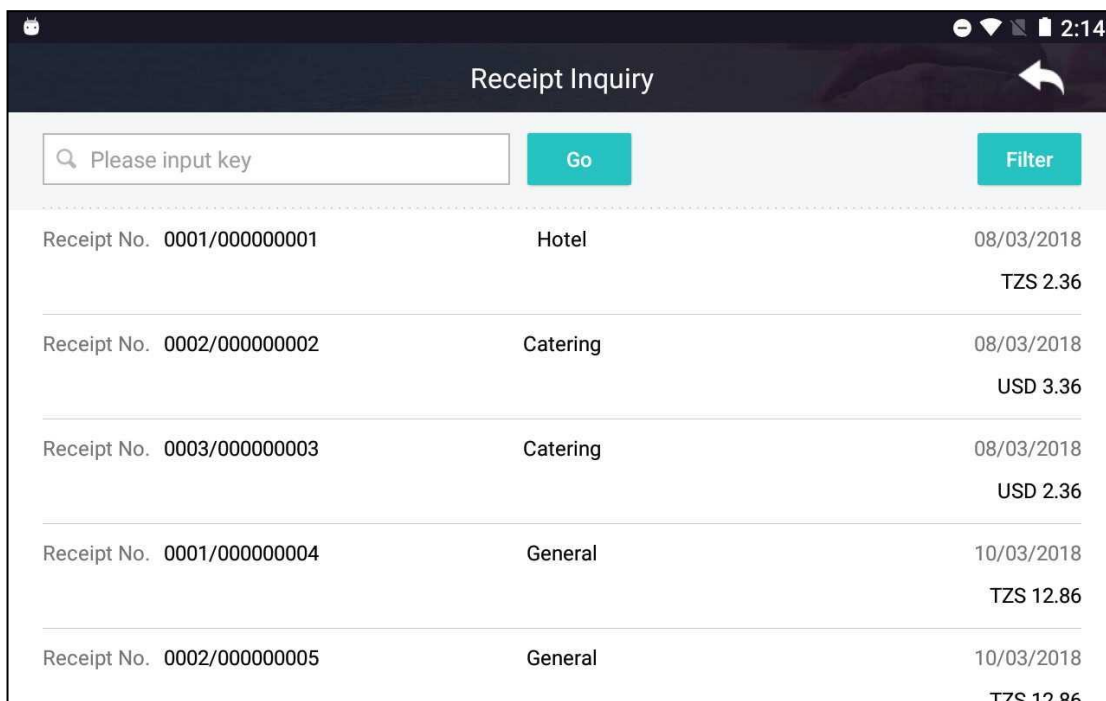 2:14
Receipt Inquiry
Please input key Go Filter
Receipt No. 0001/000000001 Hotel 08/03/2018
TZS 2.36
Receipt No. 0002/000000002 Catering 08/03/2018
USD 3.36
Receipt No. 0003/000000003 Catering 08/03/2018
USD 2.36
Receipt No. 0001/000000004 General 10/03/2018
TZS 12.86
Receipt No. 0002/000000005 General 10/03/2018
TZS 12.86